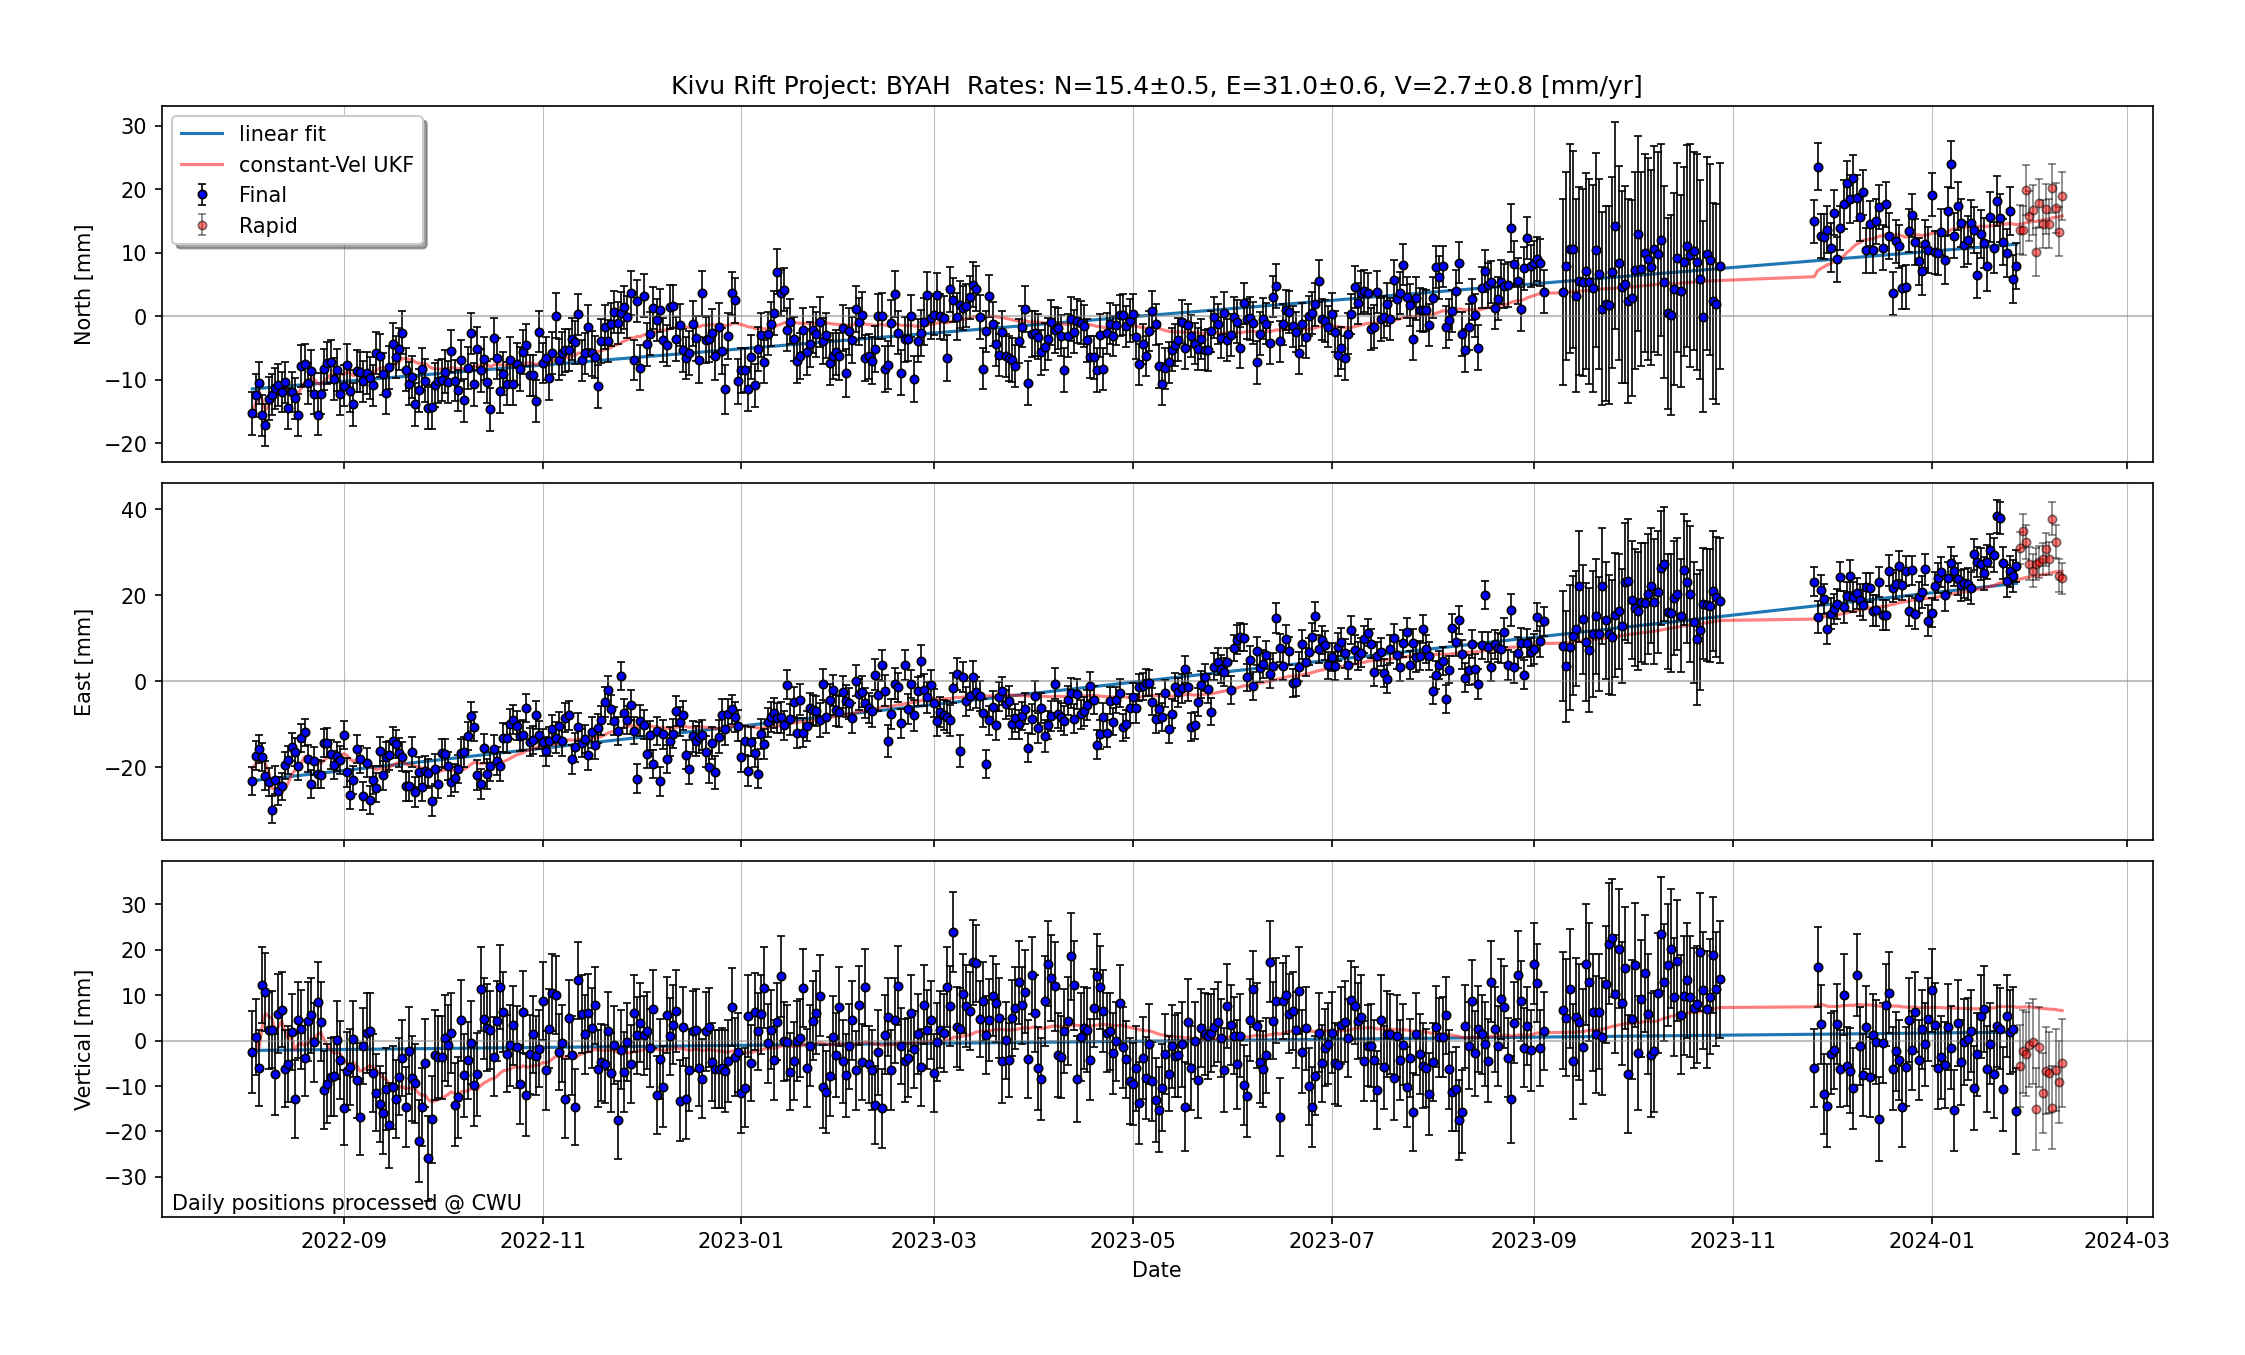 Kivu Rift Project: BYAH  Rates: N=15.4±0.5, E=31.0±0.6, V=2.7±0.8 [mm/yr]
linear fit
constant-Vel UKF
Final
Rapid
North [mm]
30
20
10
0
−10
−20
East [mm]
40
20
0
−20
Vertical [mm]
30
20
10
0
−10
−20
−30
Daily positions processed @ CWU
2022-09 2022-11 2023-01 2023-03 2023-05 2023-07 2023-09 2023-11 2024-01 2024-03
Date